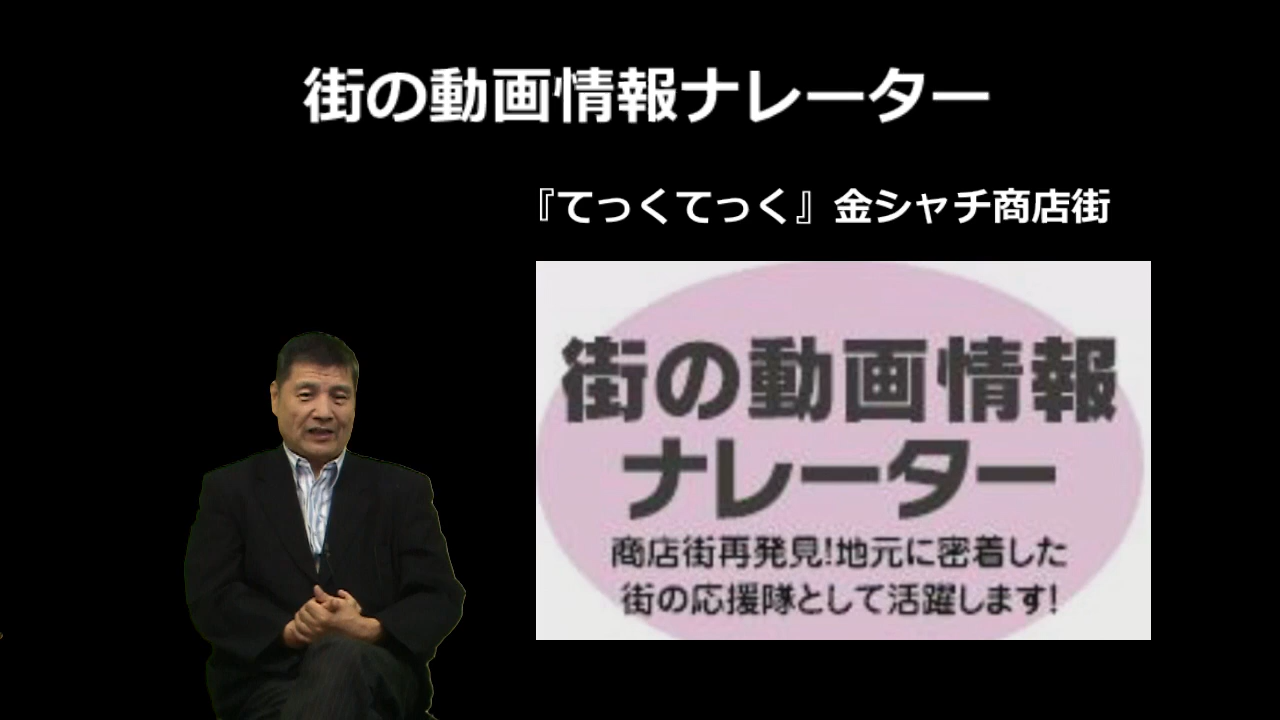 街の動画情報ナレーター
『てっくてっく』金シャチ商店街
街の動画情報
ナレーター
商店街再発見!地元に密着した
街の応援隊として活躍します!